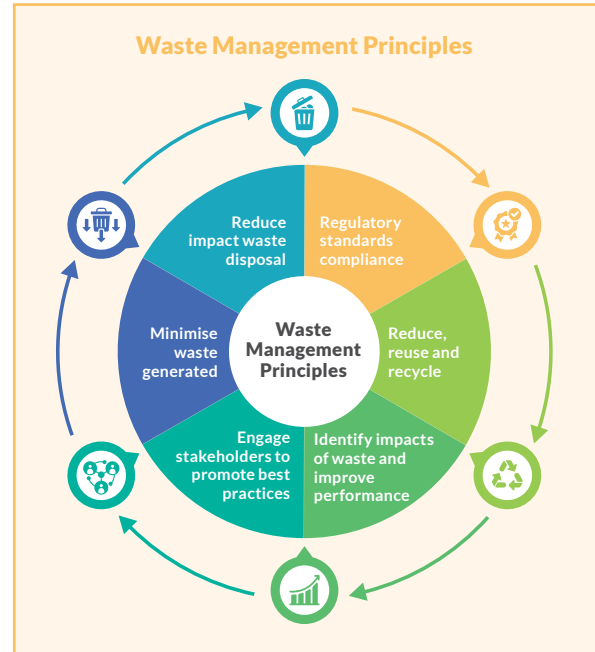 Waste Management Principles
Reduce
impact waste
disposal
Regulatory
standards
compliance
Minimise
waste
generated
Waste
Management
Principles
Reduce,
reuse and
recycle
Engage
stakeholders to
promote best
practices
Identify impacts
of waste and
improve
performance